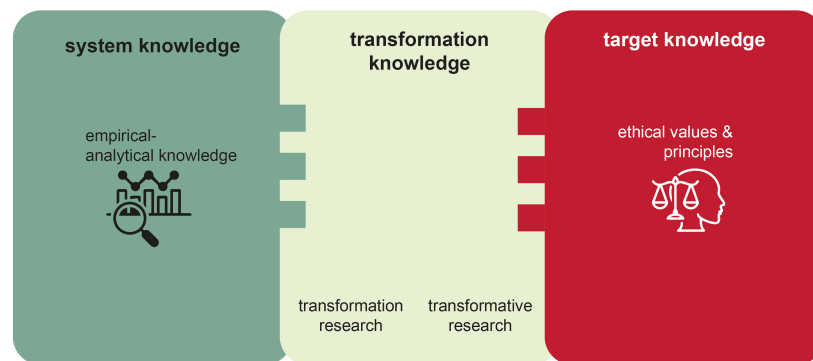 system knowledge
empirical-
analytical knowledge
transformation
knowledge
transformation
research
transformative
research
target knowledge
ethical values &
principles